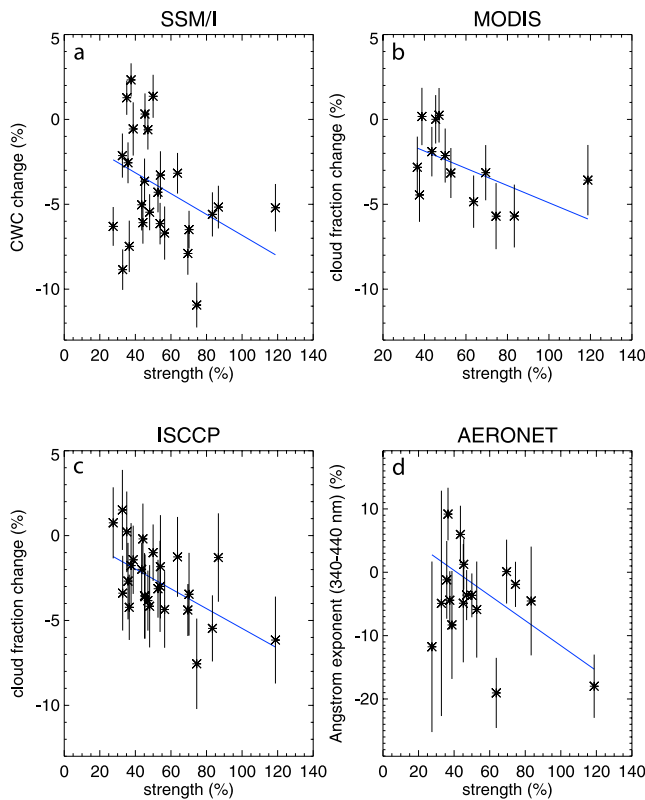 SSM/I
MODIS
a
b
5
0
-5
-10
5
0
-5
-10
CWC change (%)
cloud fraction change (%)
0 20 40 60 80 100 120 140
20 40 60 80 100 120 140
strength (%)
strength (%)
ISCCP
AERONET
c
d
5
0
-5
-10
10
0
-10
-20
cloud fraction change (%)
Angstrom exponent (340-440 nm) (%)
0 20 40 60 80 100 120 140
0 20 40 60 80 100 120 140
strength (%)
strength (%)